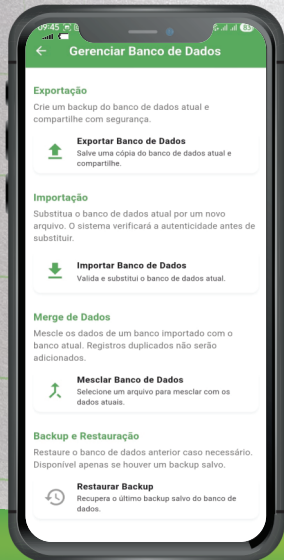 09:45
83
Gerenciar Banco de Dados
Exportação
Crie um backup do banco de dados atual e
compartilhe com segurança.
Exportar Banco de Dados
Salve uma cópia do banco de dados atual e
compartilhe.
Importação
Substitua o banco de dados atual por um novo
arquivo. O sistema verificará a autenticidade antes de
substituir.
Importar Banco de Dados
Valida e substitui o banco de dados atual.
Merge de Dados
Mescle os dados de um banco importado com o
banco atual. Registros duplicados não serão
adicionados.
Mesclar Banco de Dados
Selecione um arquivo para mesclar com os
dados atuais.
Backup e Restauração
Restaure o banco de dados anterior caso necessário.
Disponível apenas se houver um backup salvo.
Restaurar Backup
Recupera o último backup salvo do banco de
dados.